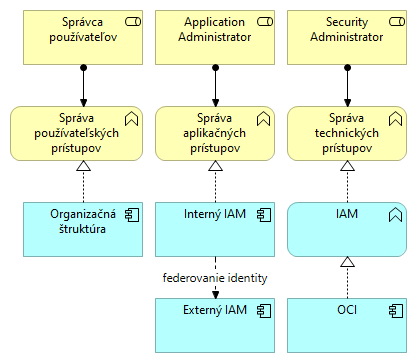 Správca
používateľov
Application
Administrator
Security
Administrator
Správa
používateľských
prístupov
Správa
aplikačných
prístupov
Správa
technických
prístupov
Organizačná
štruktúra
Interný IAM
IAM
federovanie identity
Externý IAM
OCI